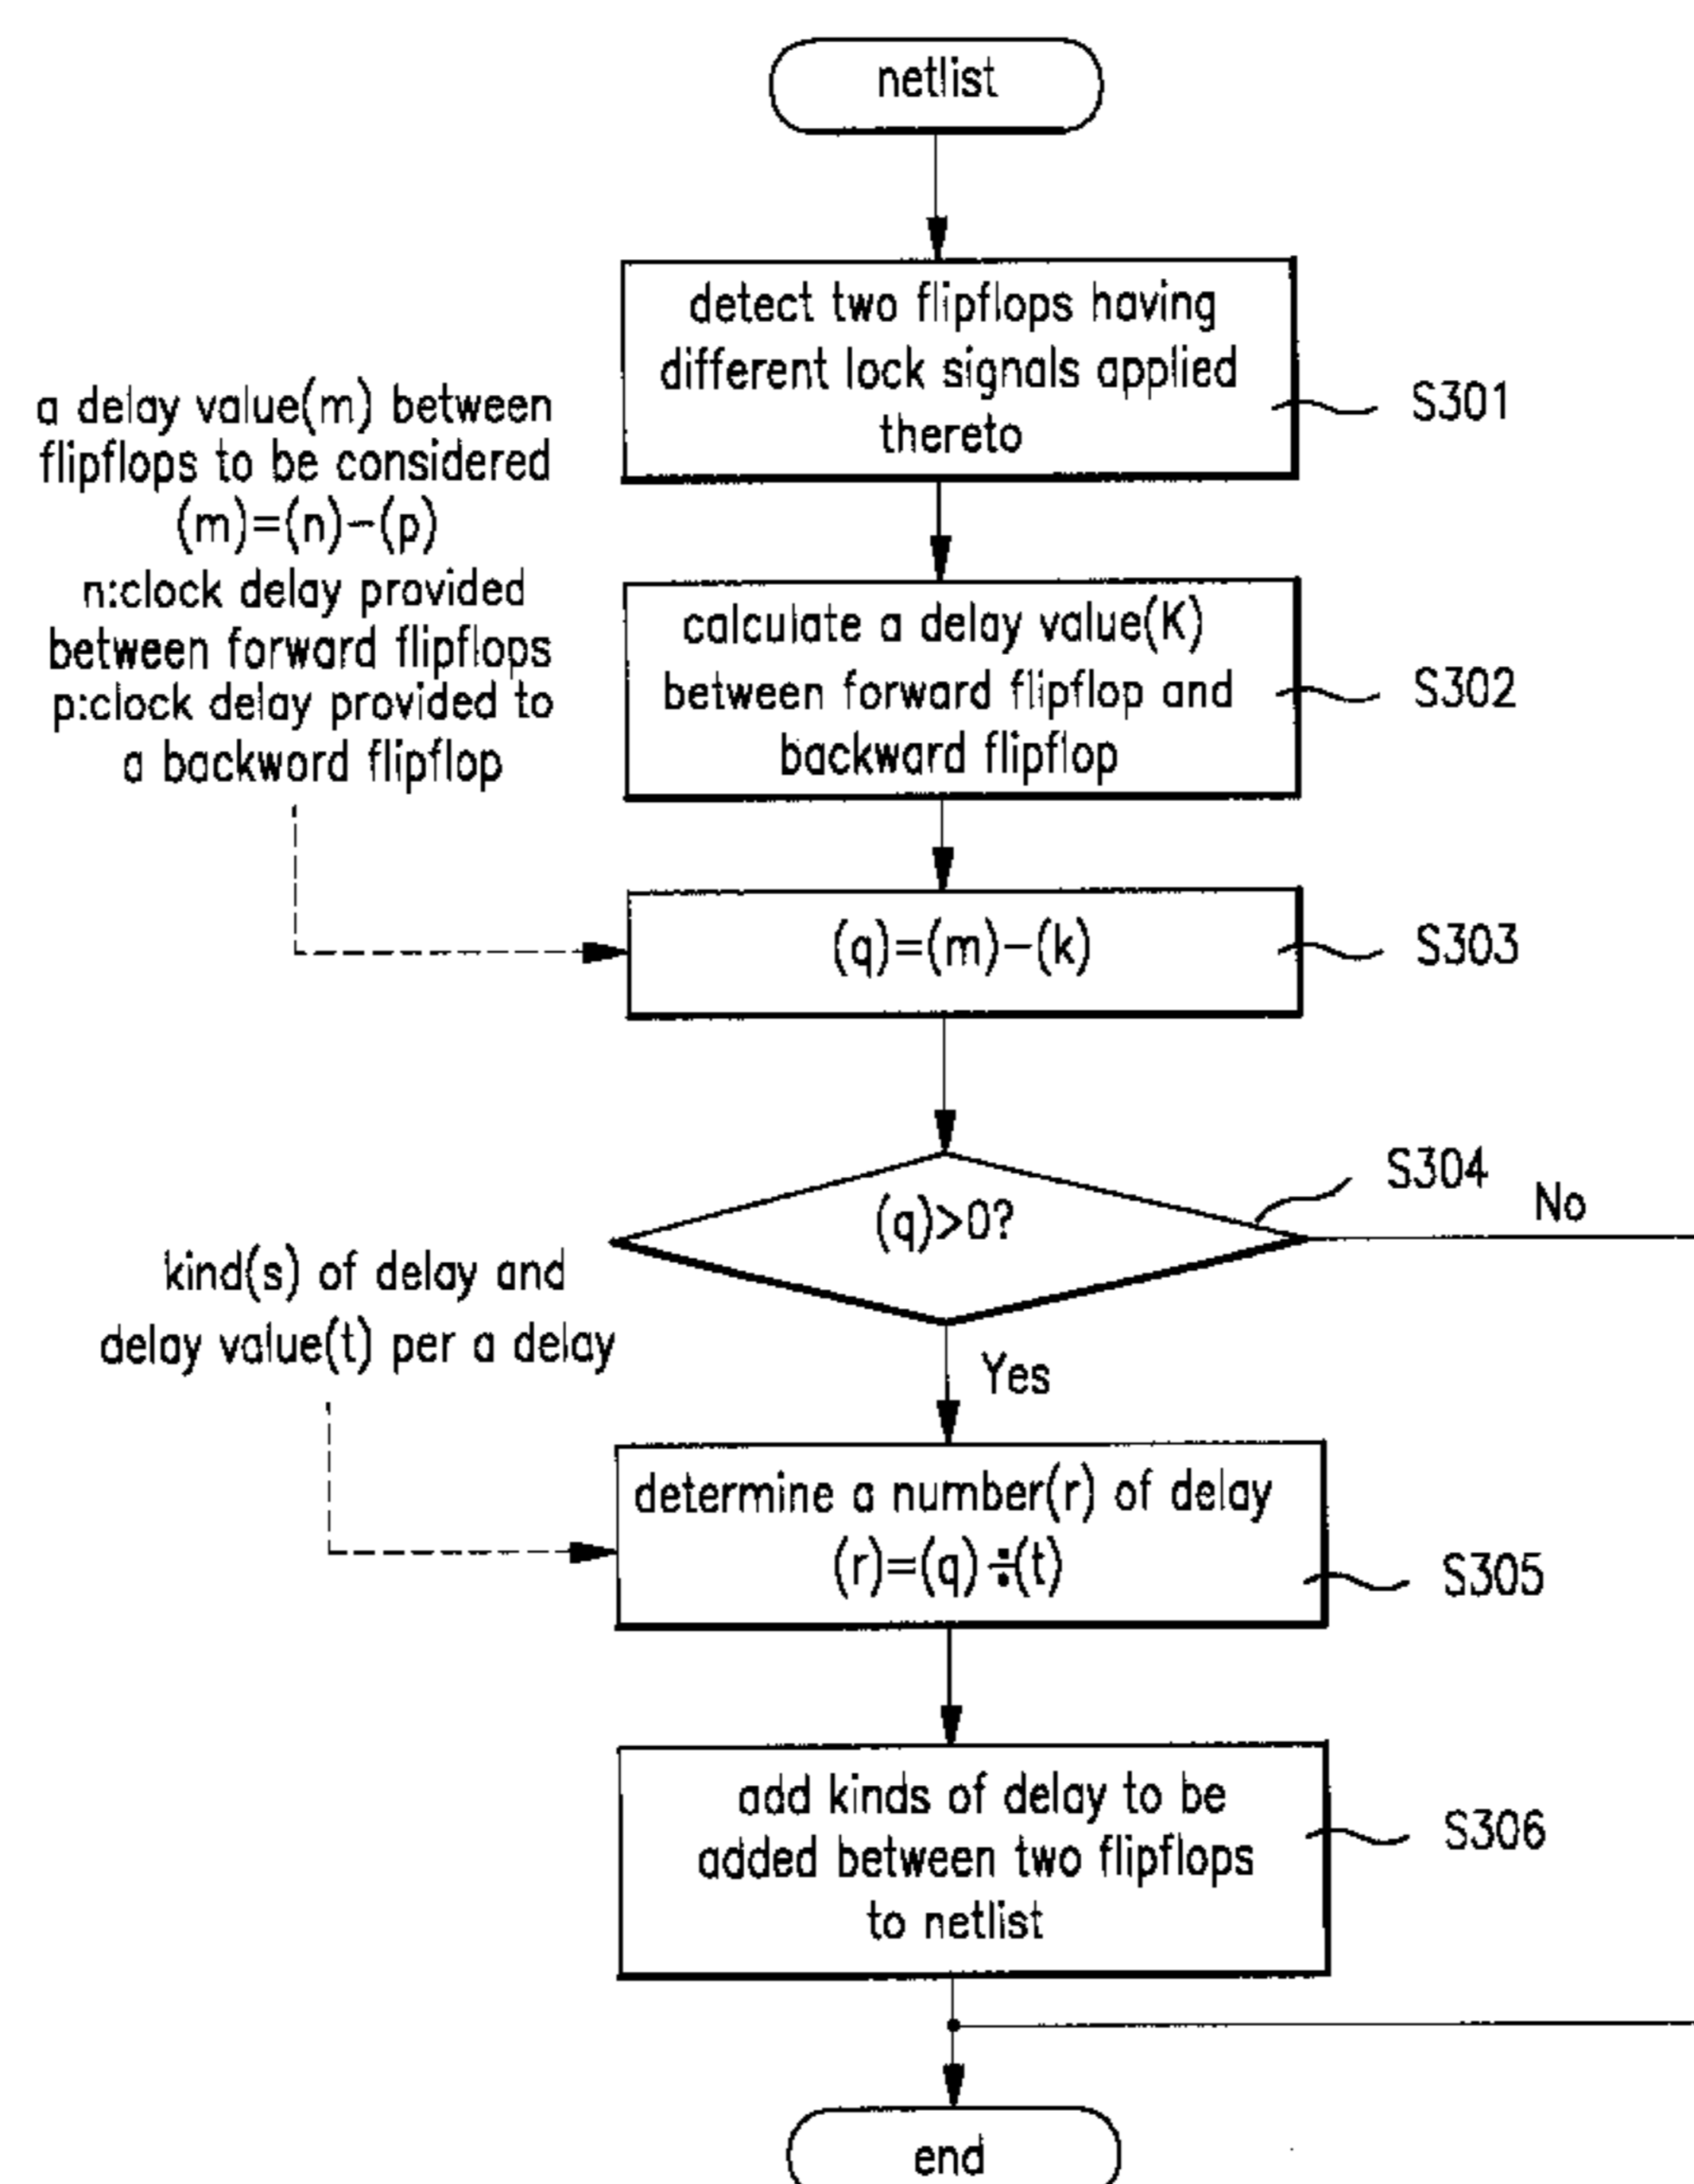 netlist
detect two flipflops having
different lock signals applied
thereto
S301
a delay value(m) between
flipflops to be considered
(m)=(n)-(p)
n:clock delay provided
between forward flipflops
p:clock delay provided to
a backword flipflop
calculate a delay value(K)
between forward flipflop and
backward flipflop
S302
(q)=(m)-(k)
S303
(q)>0?
S304
No
Yes
kind(s) of delay and
delay value(t) per a delay
determine a number(r) of delay
(r)=(q)÷(t)
S305
add kinds of delay to be
added between two flipflops
to netlist
S306
end